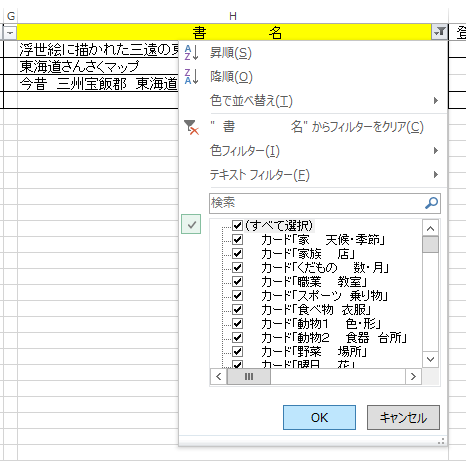 G H
書 名 登
浮世絵に描かれた三遠の東
東海道さんさくマップ
今昔 三州宝飯郡 東海道
昇順(S)
降順(O)
色で並べ替え(T)
" 書 名" からフィルターをクリア(C)
色フィルター(I)
テキスト フィルター(F)
検索
(すべて選択)
カード「家 天候・季節」
カード「家族 店」
カード「くだもの 数・月」
カード「職業 教室」
カード「スポーツ 乗り物」
カード「食べ物 衣服」
カード「動物１ 色・形」
カード「動物２ 食器 台所」
カード「野菜 場所」
カード「曜日 花」
OK キャンセル